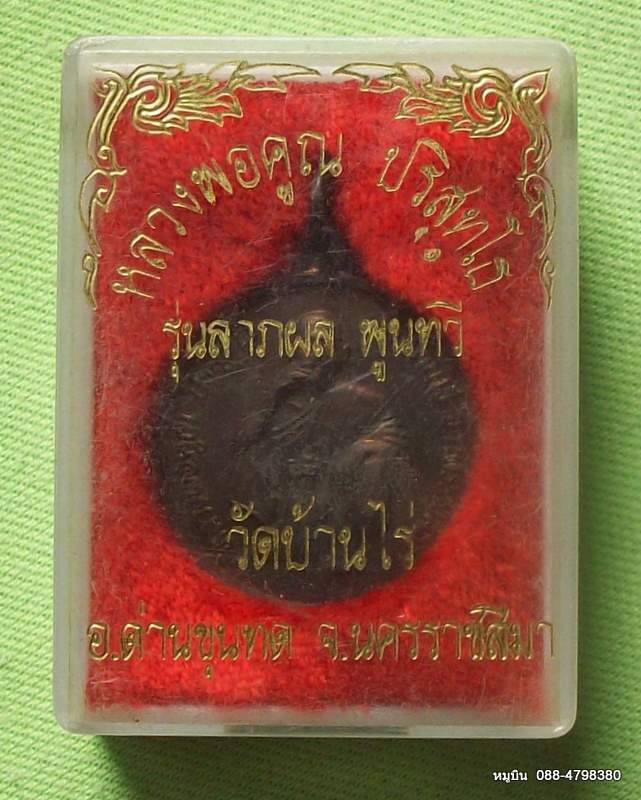 หลวงพ่อคูณ ปริสุทฺโธ
รุ่นลาภผล พูนทวี
วัดบ้านไร่
อ.ด่านขุนทด จ.นครราชสีมา
หมูบิน 088-4798380